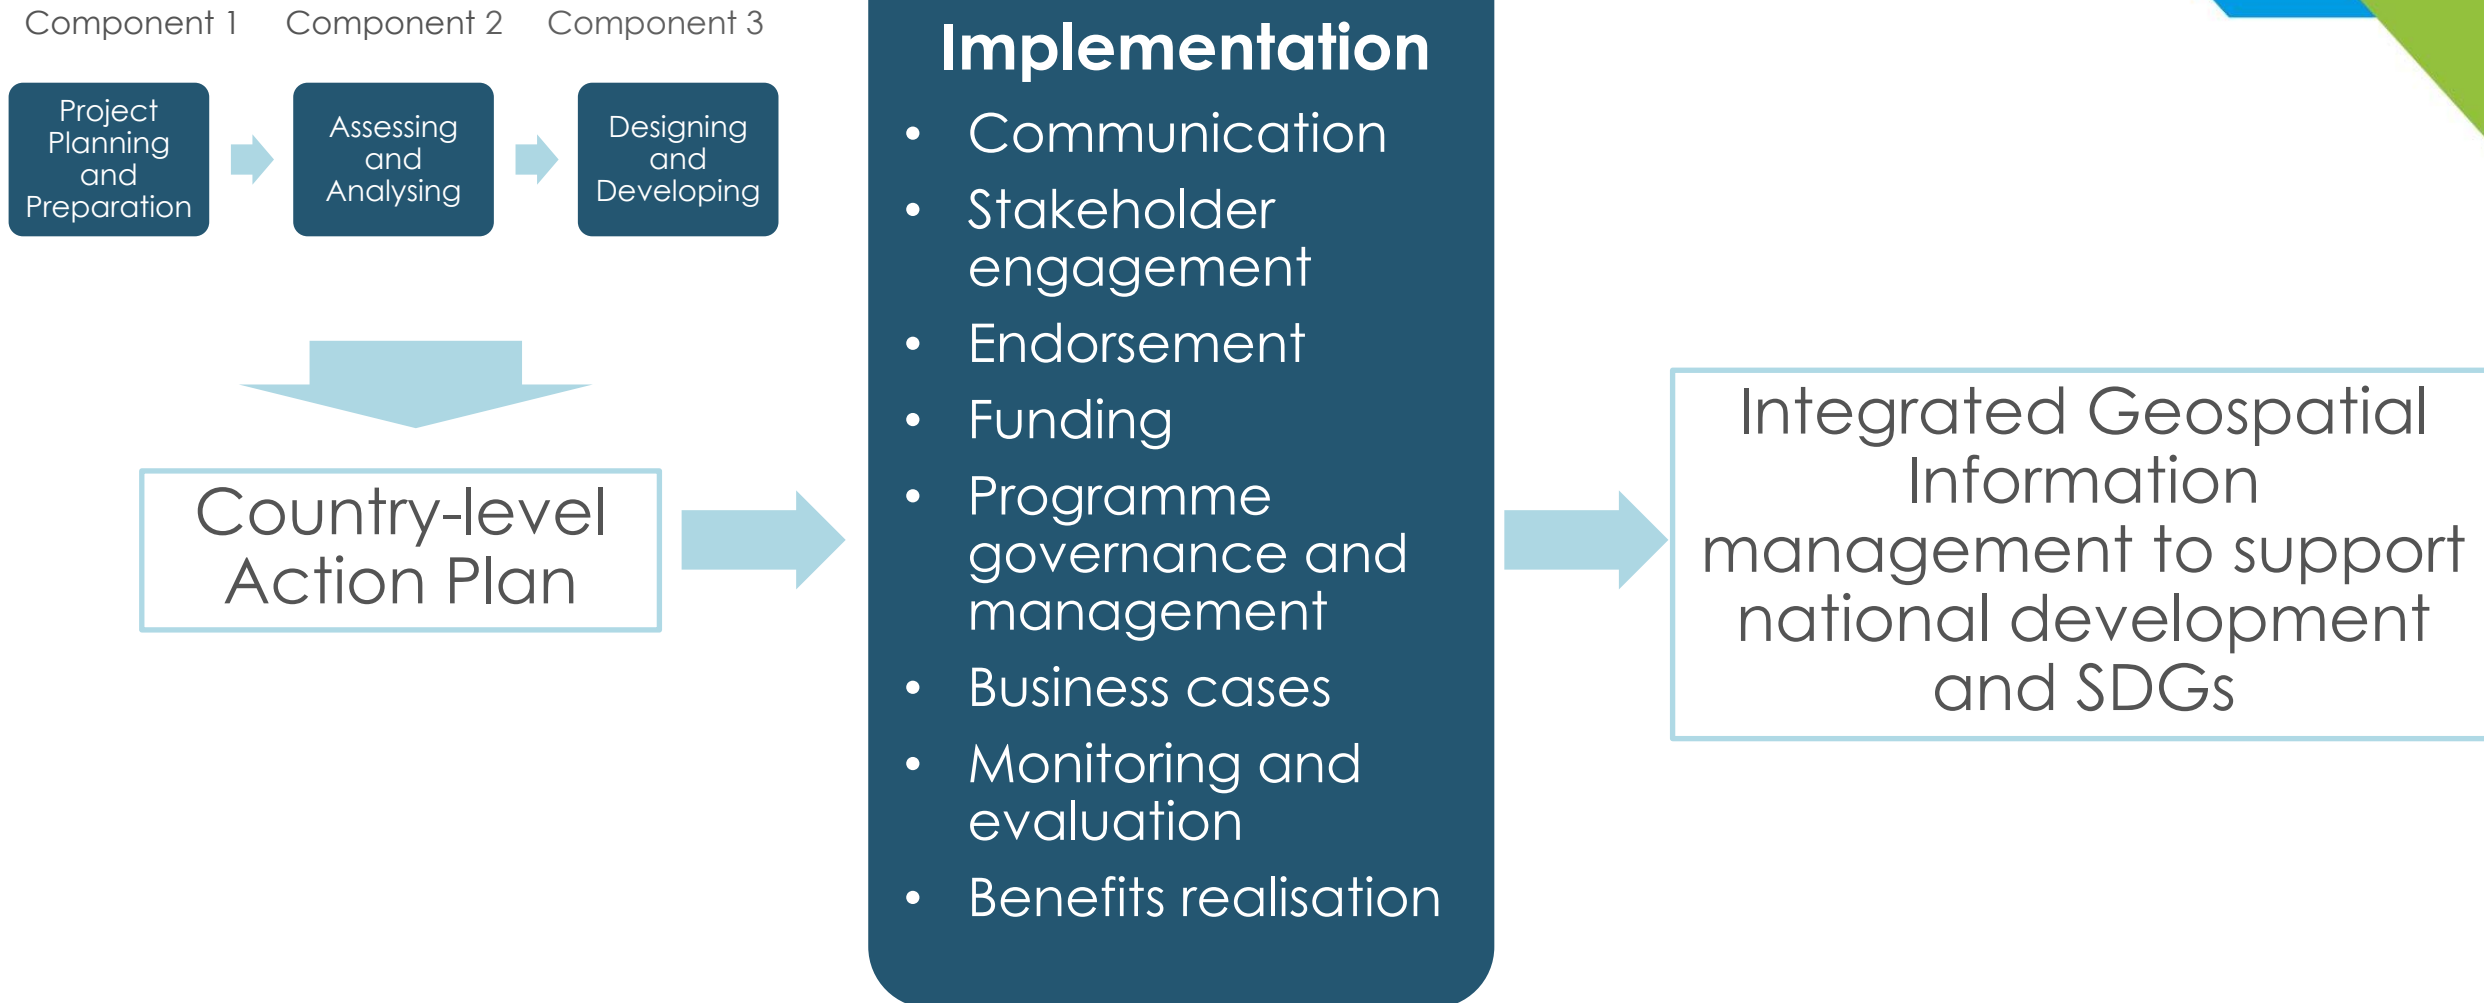 Component 1
Component 2
Component 3
Project
Planning
and
Preparation
Assessing
and
Analysing
Designing
and
Developing
Country-level
Action Plan
Implementation
• Communication
• Stakeholder
engagement
• Endorsement
• Funding
• Programme
governance and
management
• Business cases
• Monitoring and
evaluation
• Benefits realisation
Integrated Geospatial
Information
management to support
national development
and SDGs